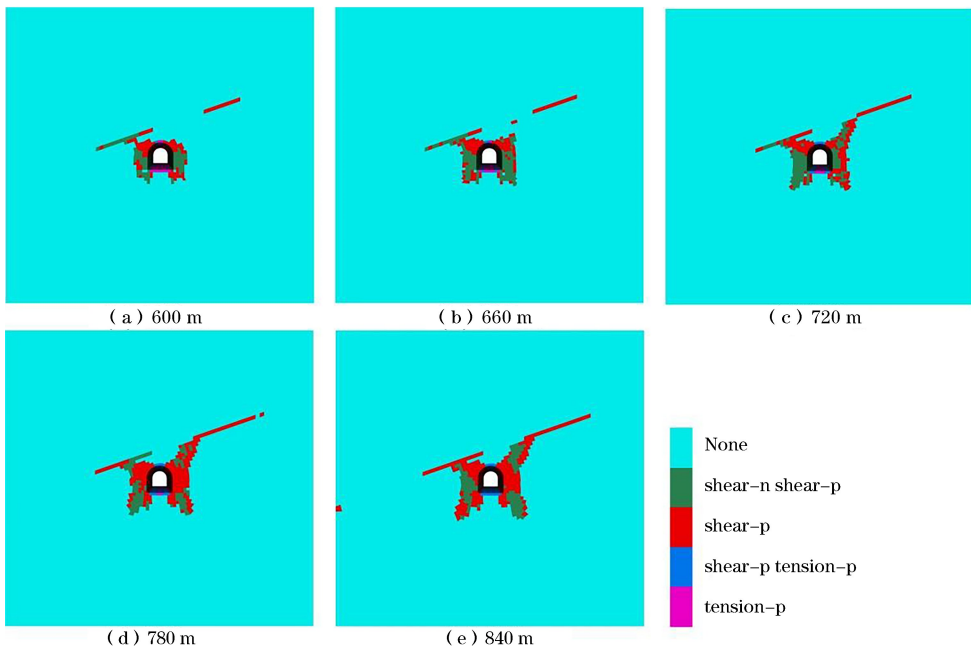 ( a ) 600 m
( b ) 660 m
( c ) 720 m
( d ) 780 m
( e ) 840 m
None
shear-n shear-p
shear-p
shear-p tension-p
tension-p